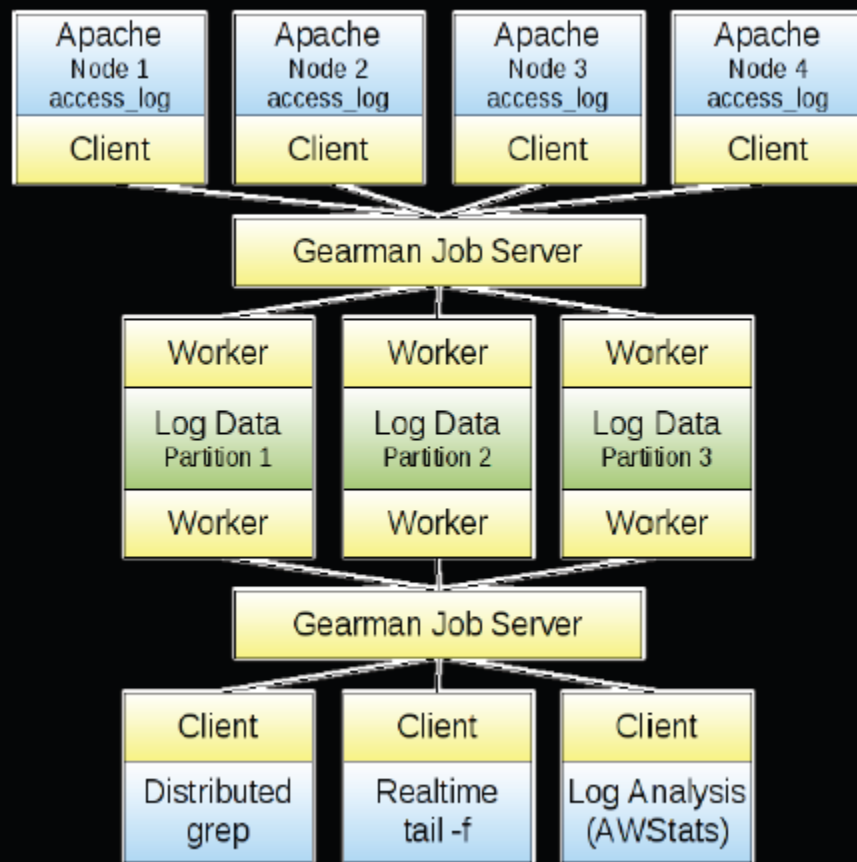 Apache
Node 1
access_log
Client
Apache
Node 2
access_log
Client
Apache
Node 3
access_log
Client
Apache
Node 4
access_log
Client
Gearman Job Server
Worker
Log Data
Partition 1
Worker
Worker
Log Data
Partition 2
Worker
Worker
Log Data
Partition 3
Worker
Gearman Job Server
Client
Distributed
grep
Client
Realtime
tail -f
Client
Log Analysis
(AWStats)